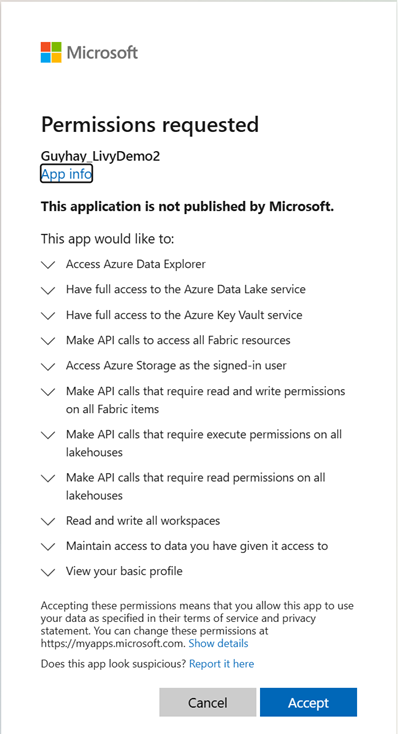 Microsoft
Permissions requested
Guyhay_LivyDemo2
App info
This application is not published by Microsoft.
This app would like to:
Access Azure Data Explorer
Have full access to the Azure Data Lake service
Have full access to the Azure Key Vault service
Make API calls to access all Fabric resources
Access Azure Storage as the signed-in user
Make API calls that require read and write permissions
on all Fabric items
Make API calls that require execute permissions on all
lakehouses
Make API calls that require read permissions on all
lakehouses
Read and write all workspaces
Maintain access to data you have given it access to
View your basic profile
Accepting these permissions means that you allow this app to use
your data as specified in their terms of service and privacy
statement. You can change these permissions at
https://myapps.microsoft.com. Show details
Does this app look suspicious? Report it here
Cancel Accept